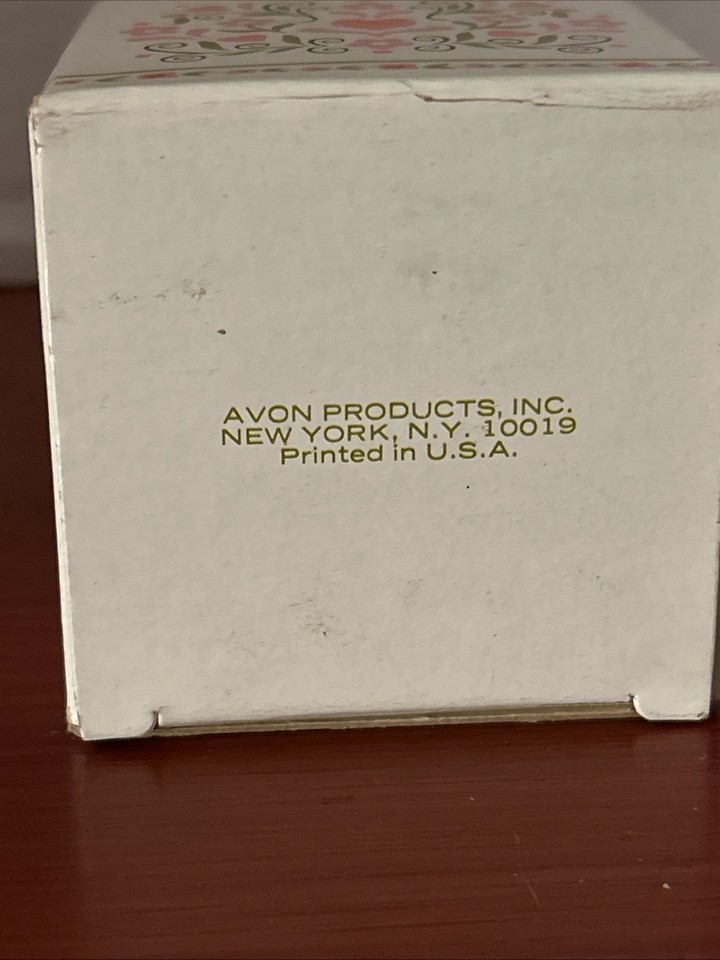 AVON PRODUCTS, INC.
NEW YORK, N.Y. 10019
Printed in U.S.A.